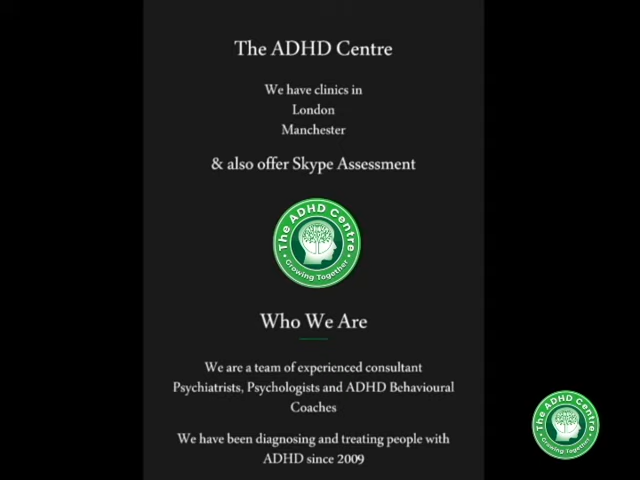 The ADHD Centre
We have clinics in
London
Manchester
& also offer Skype Assessment
The ADHD Centre
• Growing Together •
Who We Are
We are a team of experienced consultant
Psychiatrists, Psychologists and ADHD Behavioural
Coaches
We have been diagnosing and treating people with
ADHD since 2009
The ADHD Centre
• Growing Together •